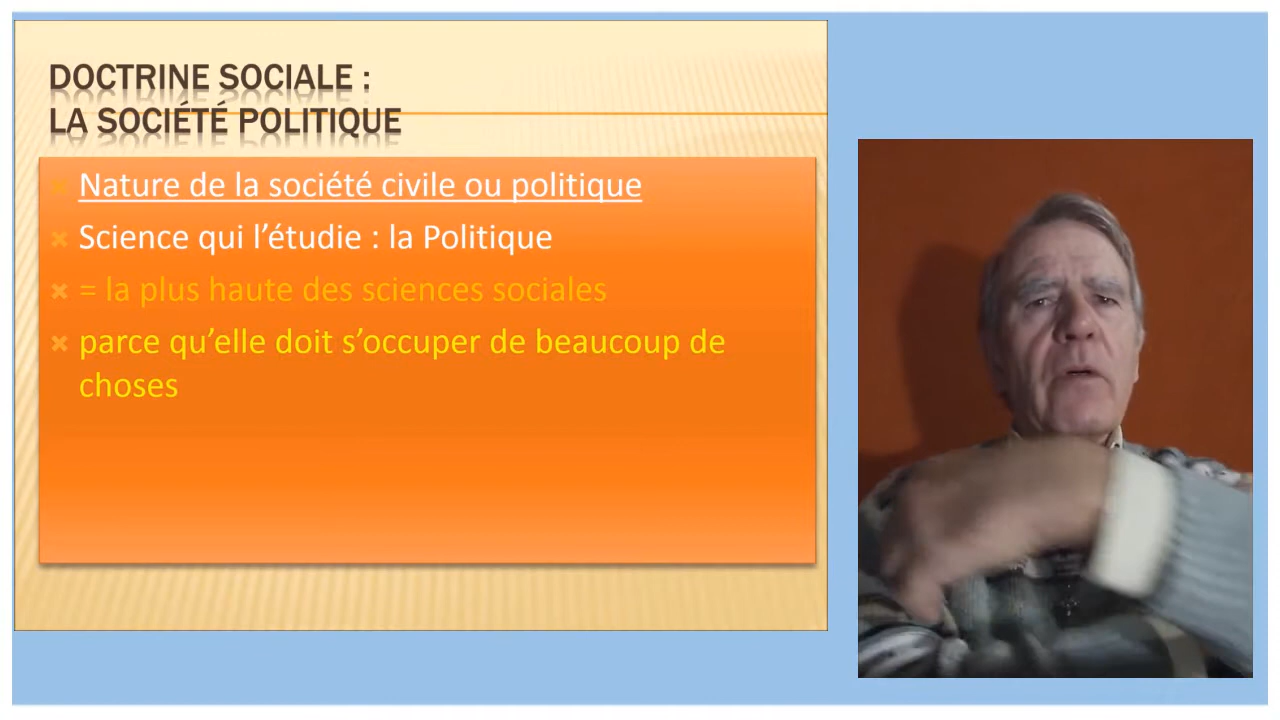 DOCTRINE SOCIALE :
LA SOCIÉTÉ POLITIQUE
Nature de la société civile ou politique
Science qui l’étudie : la Politique
= la plus haute des sciences sociales
parce qu’elle doit s’occuper de beaucoup de
choses